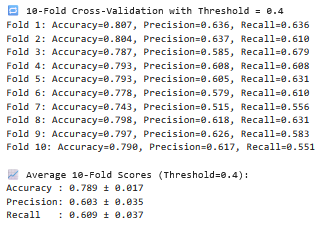 🔁 10-Fold Cross-Validation with Threshold = 0.4
Fold 1: Accuracy=0.807, Precision=0.636, Recall=0.636
Fold 2: Accuracy=0.804, Precision=0.637, Recall=0.610
Fold 3: Accuracy=0.787, Precision=0.585, Recall=0.679
Fold 4: Accuracy=0.793, Precision=0.608, Recall=0.608
Fold 5: Accuracy=0.793, Precision=0.605, Recall=0.631
Fold 6: Accuracy=0.778, Precision=0.579, Recall=0.610
Fold 7: Accuracy=0.743, Precision=0.515, Recall=0.556
Fold 8: Accuracy=0.798, Precision=0.618, Recall=0.631
Fold 9: Accuracy=0.797, Precision=0.626, Recall=0.583
Fold 10: Accuracy=0.790, Precision=0.617, Recall=0.551
📈 Average 10-Fold Scores (Threshold=0.4):
Accuracy : 0.789 ± 0.017
Precision: 0.603 ± 0.035
Recall   : 0.609 ± 0.037